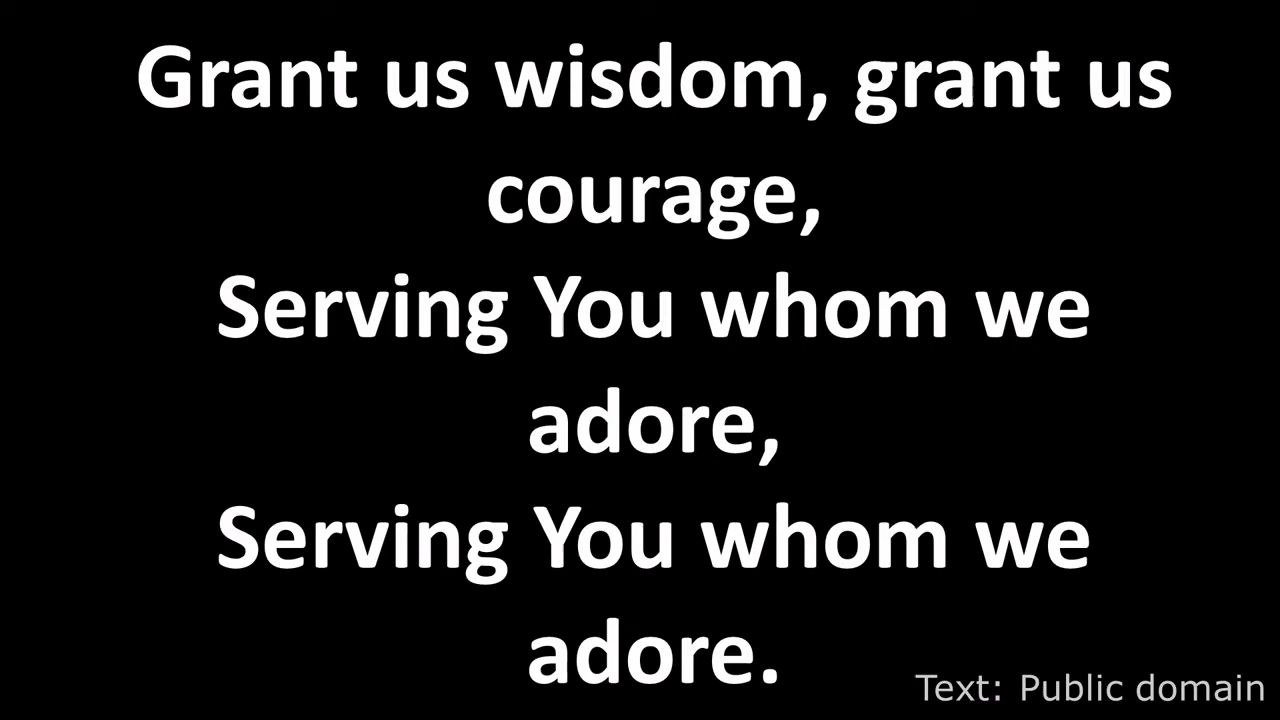 Grant us wisdom, grant us
courage,
Serving You whom we
adore,
Serving You whom we
adore.
Text: Public domain